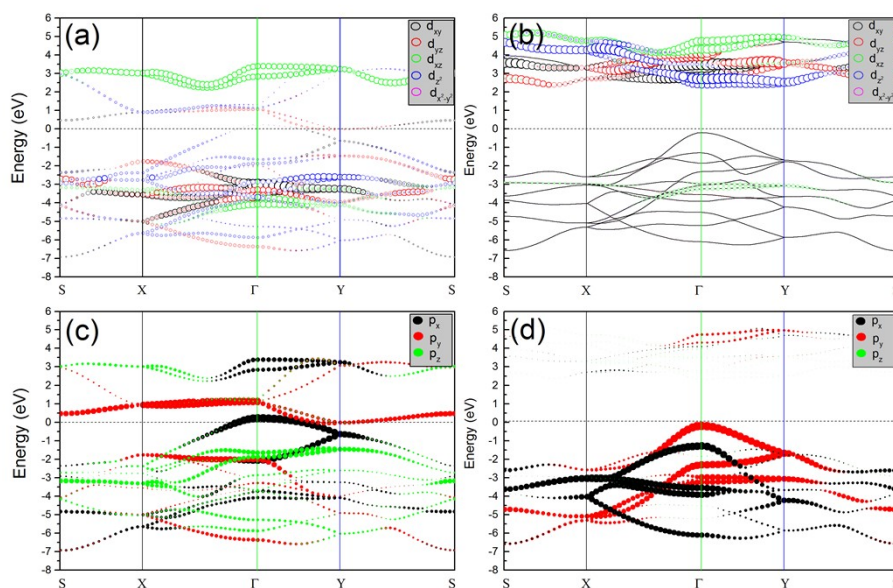 (a)
d_xy
d_yz
d_xz
d_z²
d_x²-y²
Energy (eV)
6
5
4
3
2
1
0
-1
-2
-3
-4
-5
-6
-7
-8
S X Γ Y S
(b)
d_xy
d_yz
d_xz
d_z²
d_x²-y²
Energy (eV)
6
5
4
3
2
1
0
-1
-2
-3
-4
-5
-6
-7
-8
S X Γ Y
(c)
p_x
p_y
p_z
Energy (eV)
6
5
4
3
2
1
0
-1
-2
-3
-4
-5
-6
-7
-8
S X Γ Y S
(d)
p_x
p_y
p_z
Energy (eV)
6
5
4
3
2
1
0
-1
-2
-3
-4
-5
-6
-7
-8
S X Γ Y